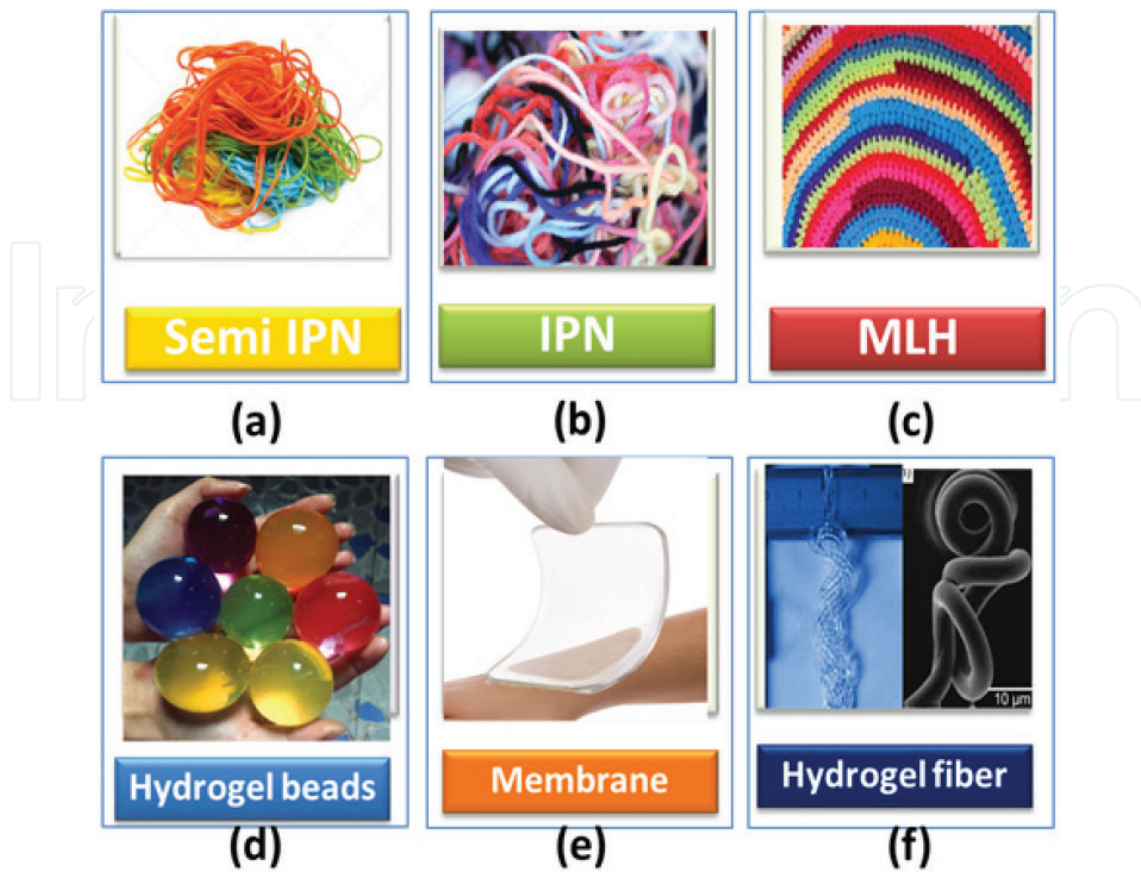 Semi IPN
IPN
MLH
(a)
(b)
(c)
10 µm
Hydrogel beads
Membrane
Hydrogel fiber
(d)
(e)
(f)